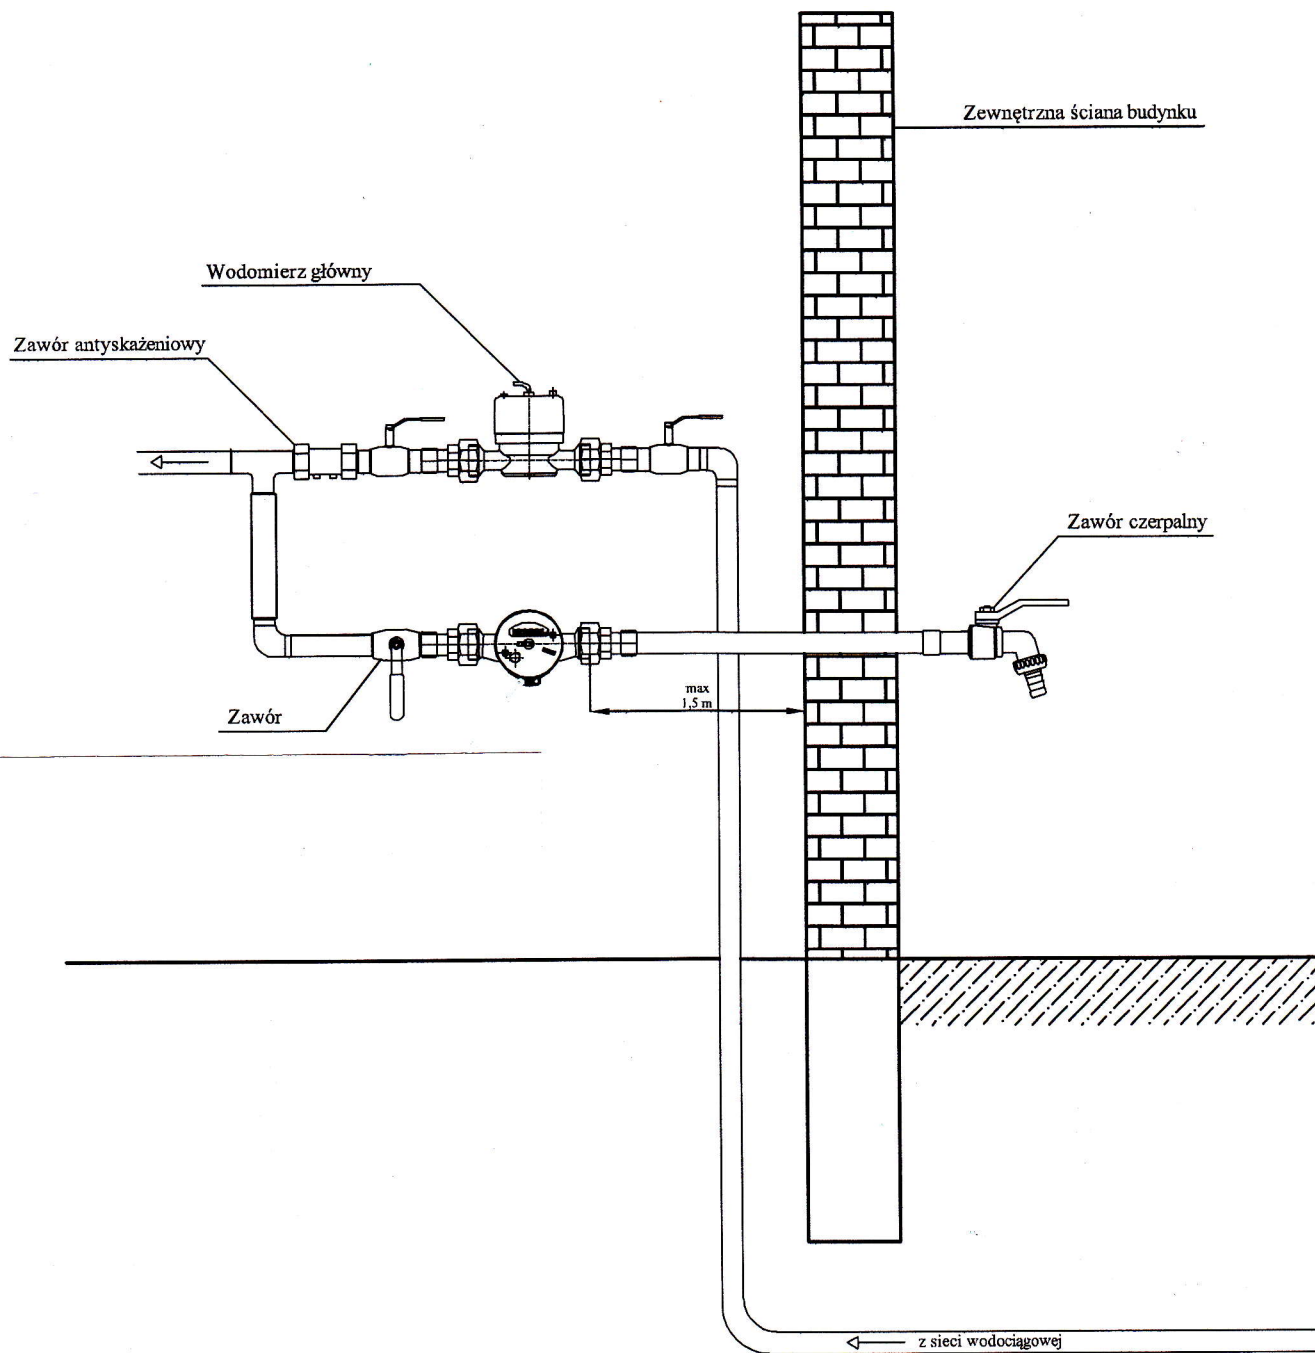 Zewnętrzna ściana budynku
Wodomierz główny
Zawór antyskażeniowy
Zawór czerpalny
max
1,5 m
Zawór
z sieci wodociągowej